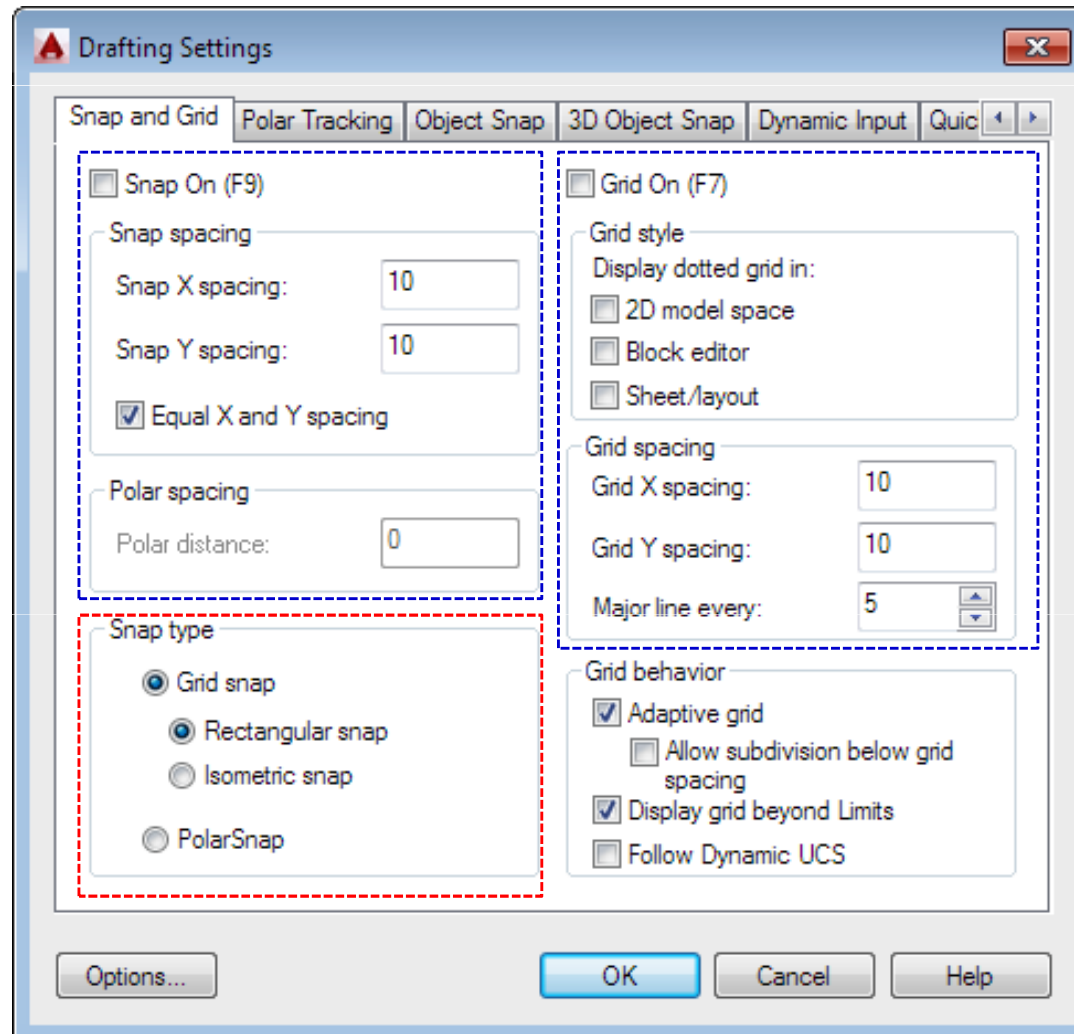 Drafting Settings
Snap and Grid
Polar Tracking
Object Snap
3D Object Snap
Dynamic Input
Quic
Snap On (F9)
Snap spacing
Snap X spacing: 10
Snap Y spacing: 10
Equal X and Y spacing
Polar spacing
Polar distance: 0
Snap type
Grid snap
Rectangular snap
Isometric snap
PolarSnap
Grid On (F7)
Grid style
Display dotted grid in:
2D model space
Block editor
Sheet/layout
Grid spacing
Grid X spacing: 10
Grid Y spacing: 10
Major line every: 5
Grid behavior
Adaptive grid
Allow subdivision below grid
spacing
Display grid beyond Limits
Follow Dynamic UCS
Options...
OK
Cancel
Help